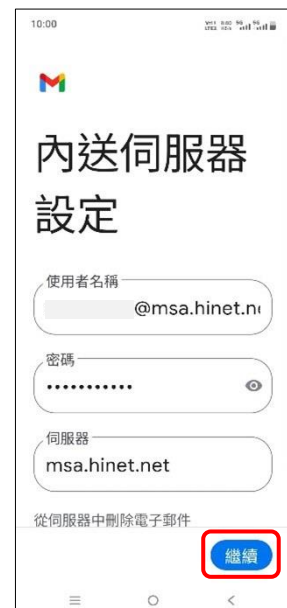 10:00
內送伺服器
設定
使用者名稱
@msa.hinet.n
密碼
伺服器
msa.hinet.net
從伺服器中刪除電子郵件
繼續